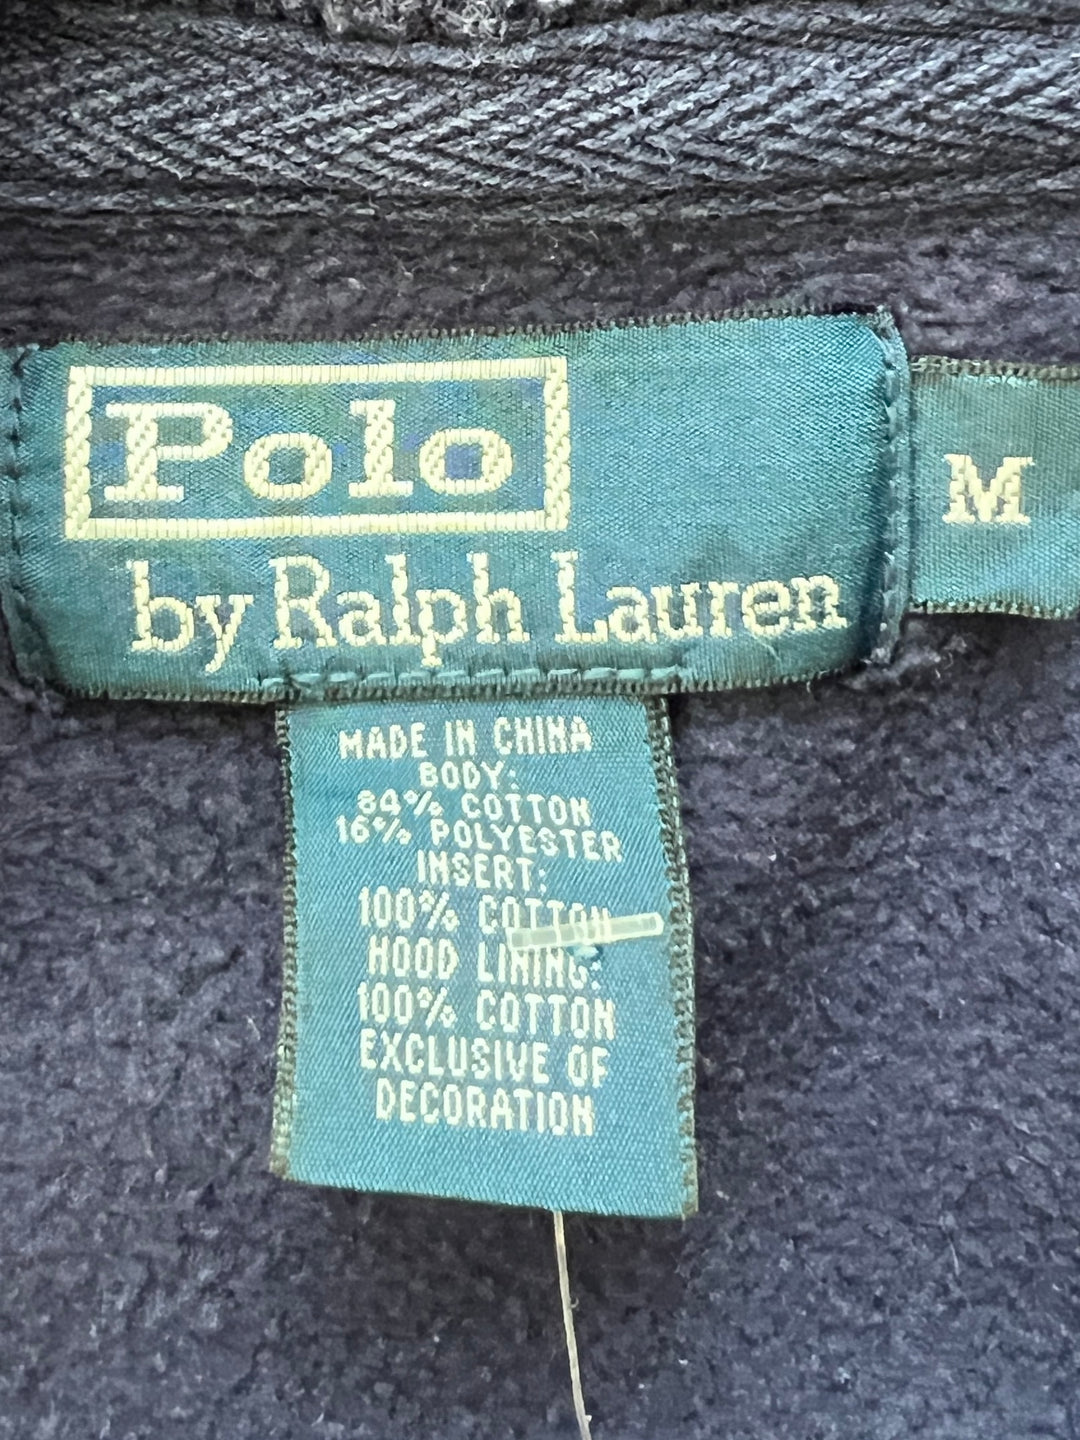 Polo
by Ralph Lauren
M
MADE IN CHINA
BODY:
84% COTTON
16% POLYESTER
INSERT:
100% COTTON
HOOD LINING:
100% COTTON
EXCLUSIVE OF
DECORATION